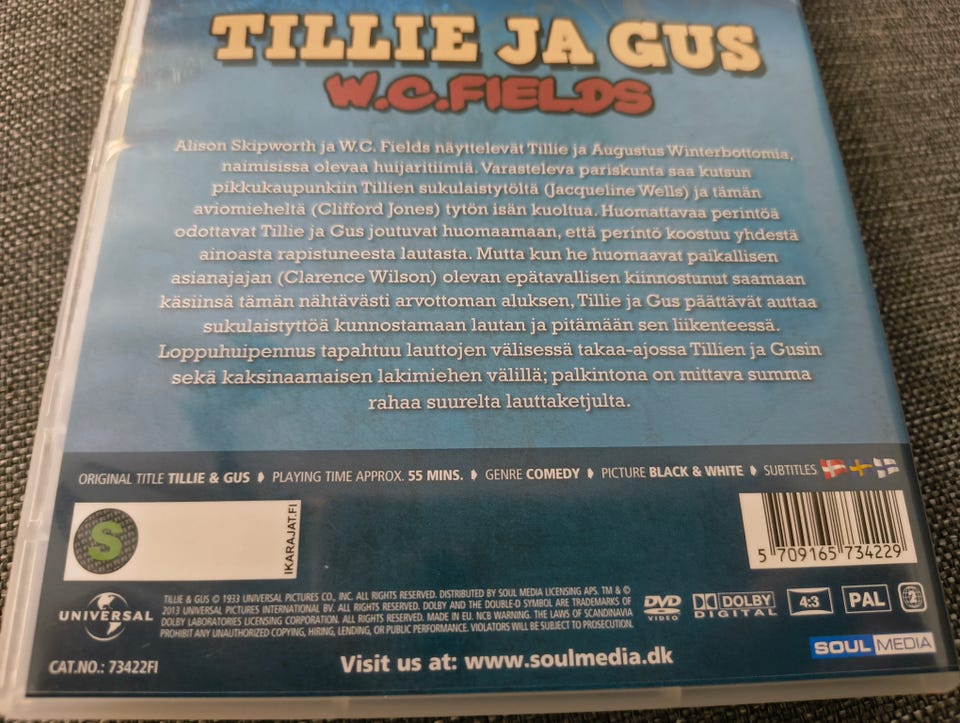 TILLIE JA GUS
W.C.FIELDS
Alison Skipworth ja W.C. Fields näyttelevät Tillie ja Augustus Winterbottomia,
naimisissa olevaa huijaritiimiä. Varasteleva pariskunta saa kutsun
pikkukaupunkiin Tillien sukulaistytöltä (Jacqueline Wells) ja tämän
aviomieheltä (Clifford Jones) tytön isän kuoltua. Huomattavaa perintöä
odottavat Tillie ja Gus joutuvat huomaamaan, että perintö koostuu yhdestä
ainoasta rapistuneesta lautasta. Mutta kun he huomaavat paikallisen
asianajajan (Clarence Wilson) olevan epätavallisen kiinnostunut saamaan
käsiinsä tämän nähtävästi arvottoman aluksen, Tillie ja Gus päättävät auttaa
sukulaistyttöä kunnostamaan lautan ja pitämään sen liikenteessä.
Loppuhuipennus tapahtuu lauttojen välisessä takaa-ajossa Tillien ja Gusin
sekä kaksinaamaisen lakimiehen välillä; palkintona on mittava summa
rahaa suurelta lauttaketjulta.
ORIGINAL TITLE TILLIE & GUS PLAYING TIME APPROX. 55 MINS. GENRE COMEDY PICTURE BLACK & WHITE SUBTITLES
S
IKARAJAT.FI
5 709165 734229
UNIVERSAL
TILLIE & GUS © 1933 UNIVERSAL PICTURES CO., INC. ALL RIGHTS RESERVED. DISTRIBUTED BY SOUL MEDIA LICENSING APS. TM & ©
2013 UNIVERSAL PICTURES INTERNATIONAL BV. ALL RIGHTS RESERVED. DOLBY AND THE DOUBLE-D SYMBOL ARE TRADEMARKS OF
DOLBY LABORATORIES LICENSING CORPORATION. ALL RIGHTS RESERVED. MADE IN EU. NCB WARNING. THE LAWS OF SCANDINAVIA
PROHIBIT ANY UNAUTHORIZED COPYING, HIRING, LENDING, OR PUBLIC PERFORMANCE. VIOLATORS WILL BE SUBJECT TO PROSECUTION.
DVD VIDEO
DOLBY DIGITAL
4:3
PAL
2
SOUL MEDIA
CAT.NO.: 73422FI
Visit us at: www.soulmedia.dk